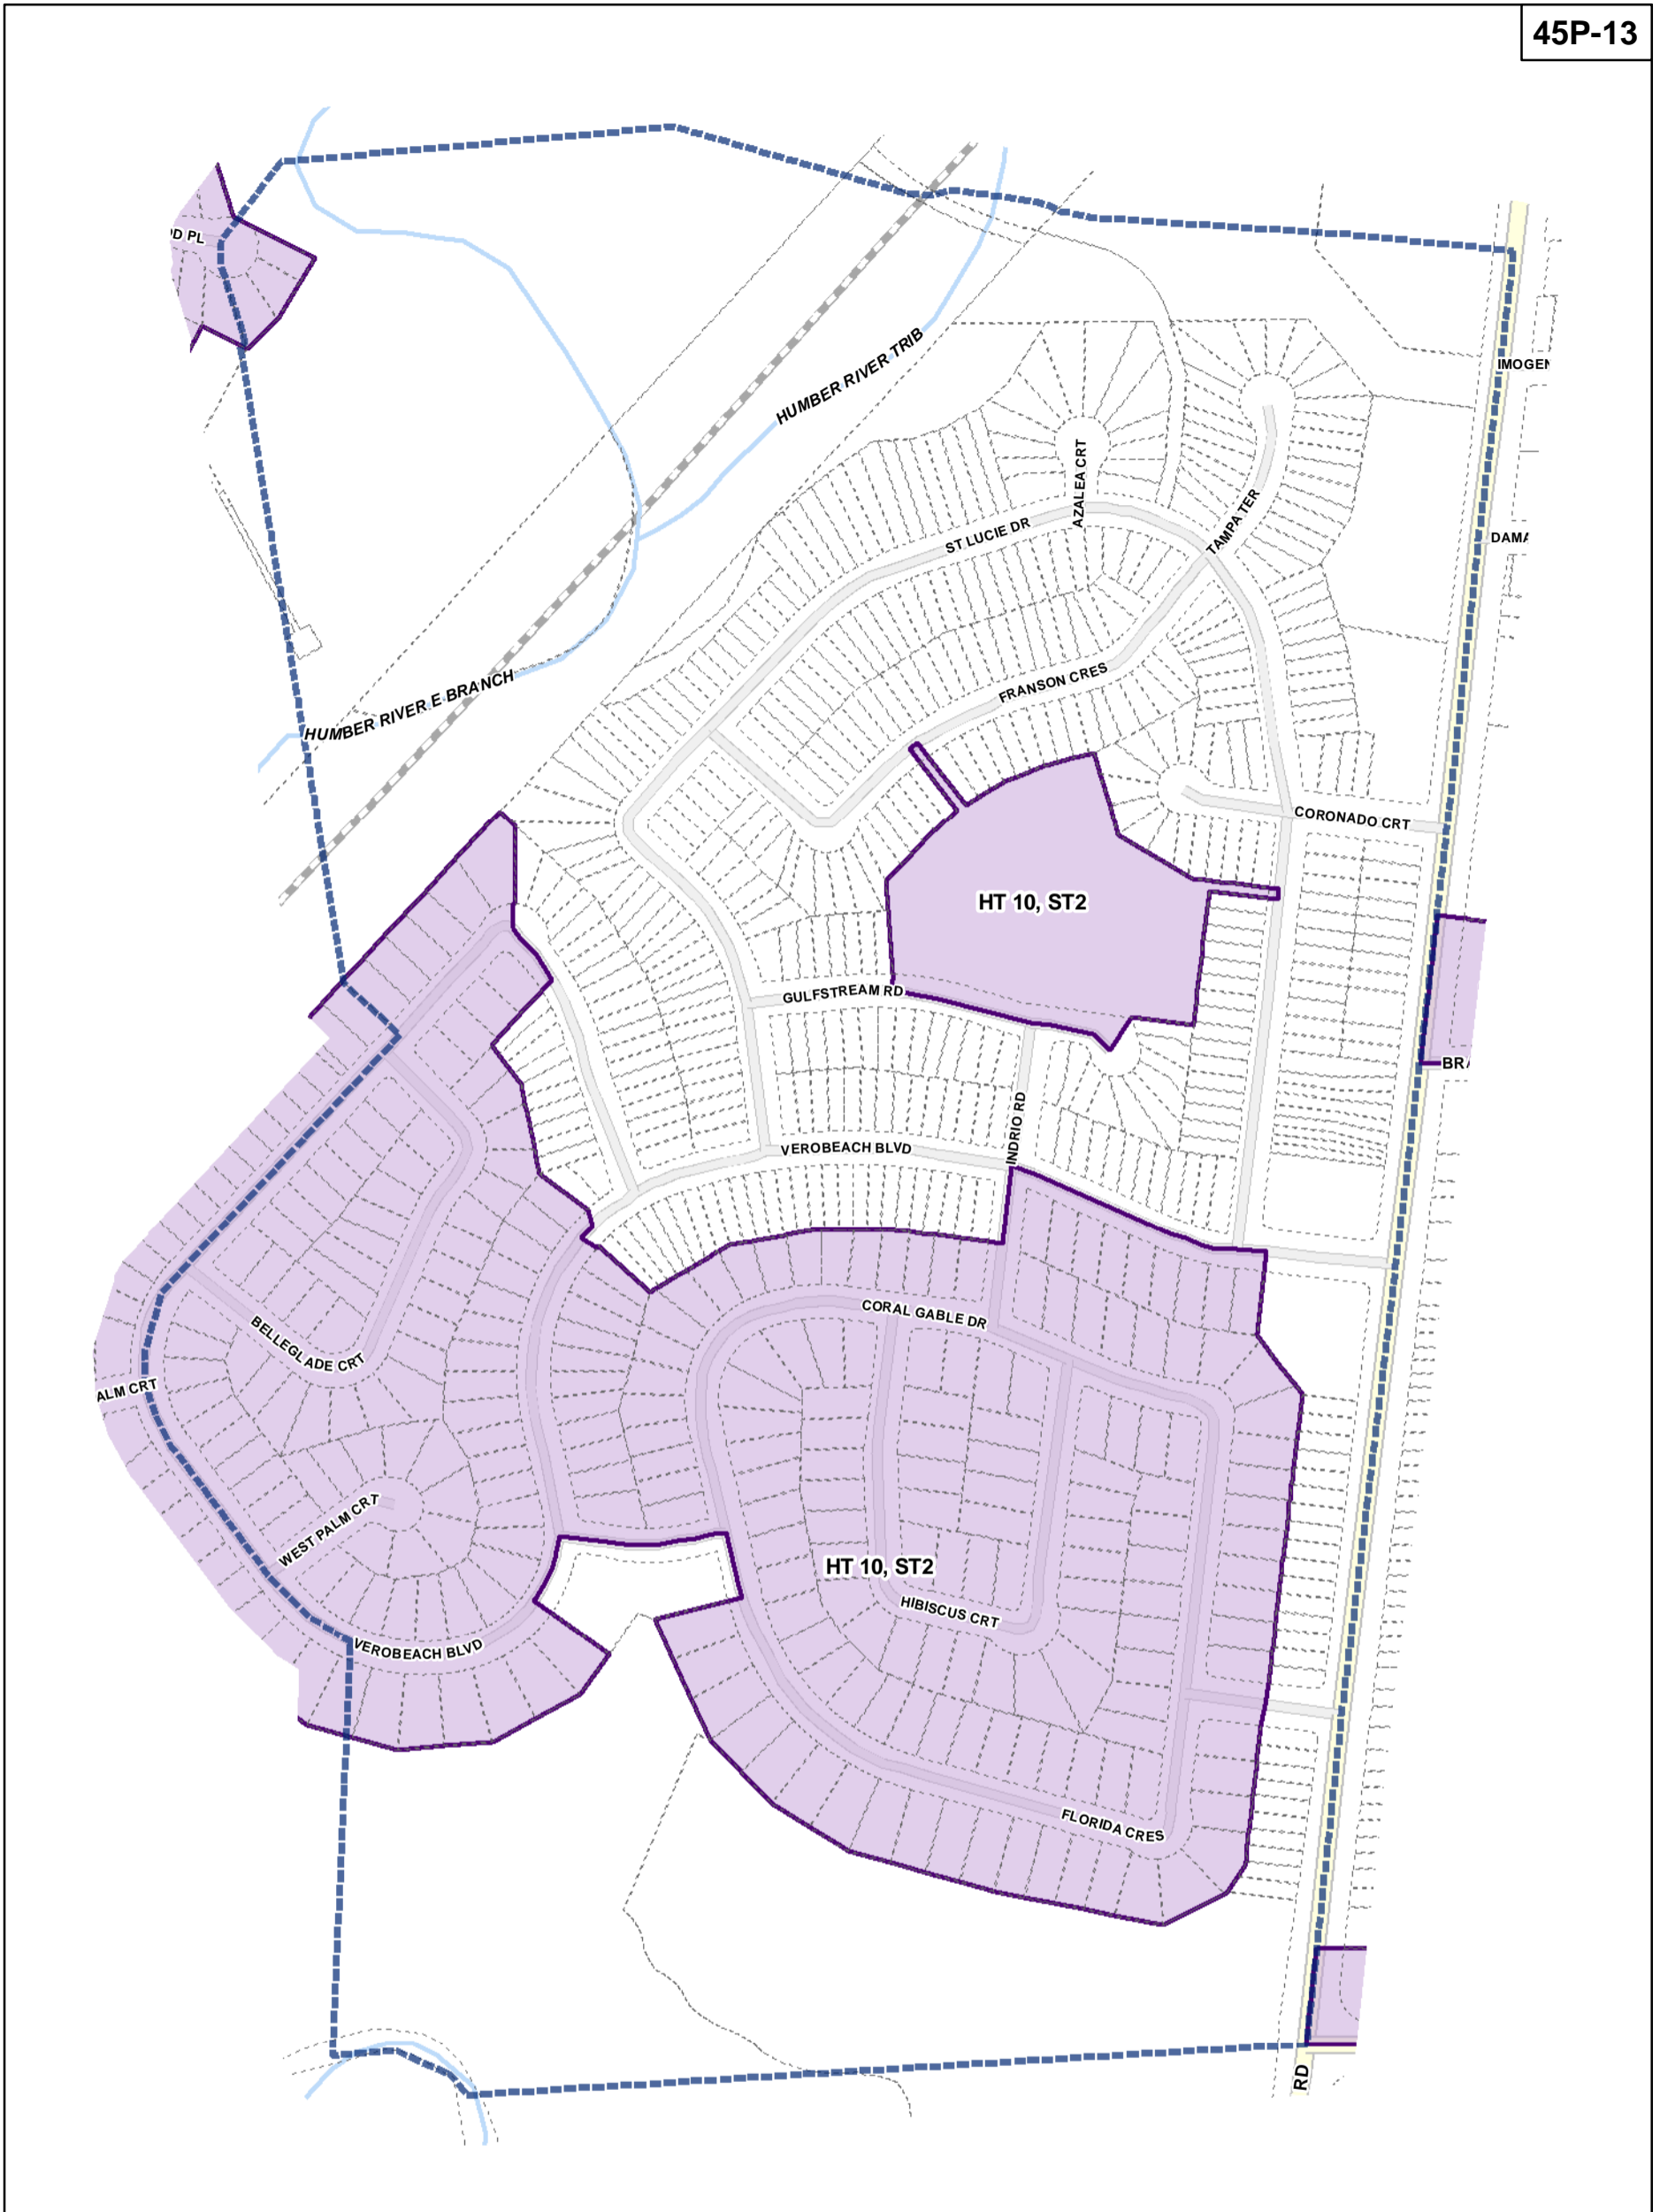 45P-13
D PL
HUMBER RIVER TRIB
IMOGEN
AZALEA CRT
ST LUCIE DR
TAMPA TER
DAMA
FRANSON CRES
HUMBER RIVER E BRANCH
CORONADO CRT
HT 10, ST2
GULFSTREAM RD
BRA
INDRIO RD
VEROBEACH BLVD
CORAL GABLE DR
BELLEGLADE CRT
ALM CRT
WEST PALM CRT
HT 10, ST2
HIBISCUS CRT
VEROBEACH BLVD
FLORIDA CRES
RD